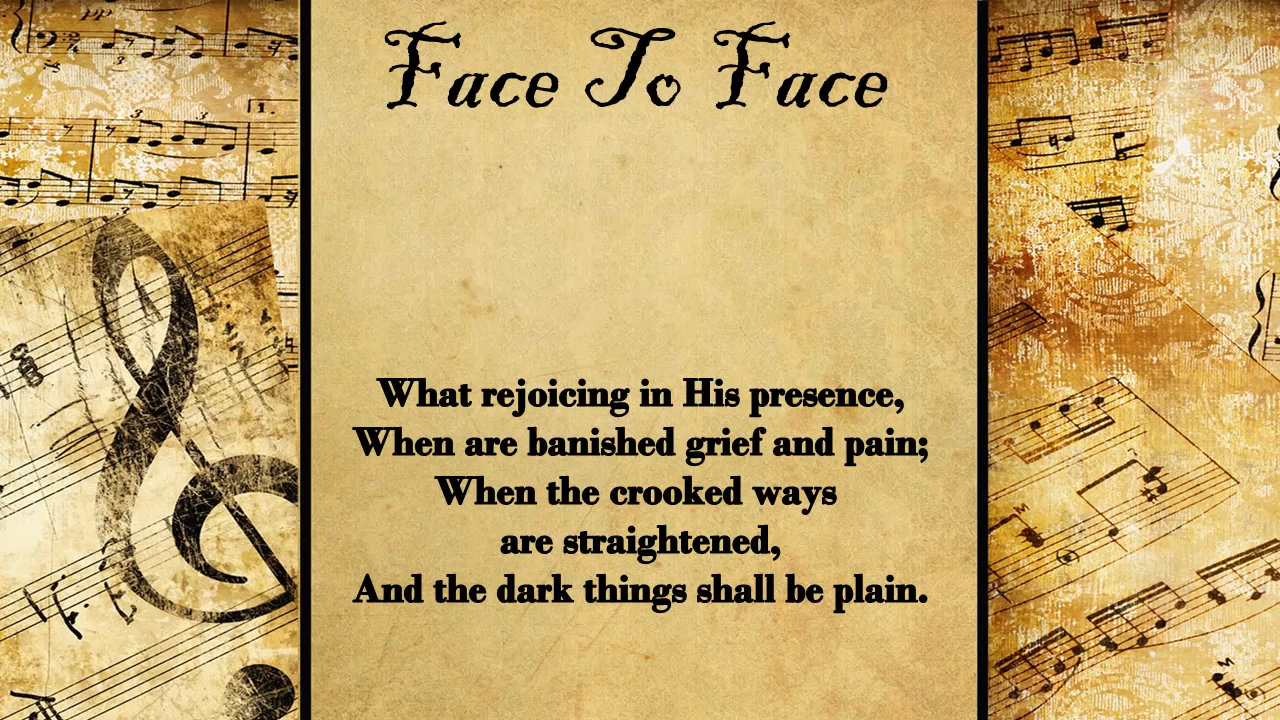 Face To Face
What rejoicing in His presence,
When are banished grief and pain;
When the crooked ways
are straightened,
And the dark things shall be plain.